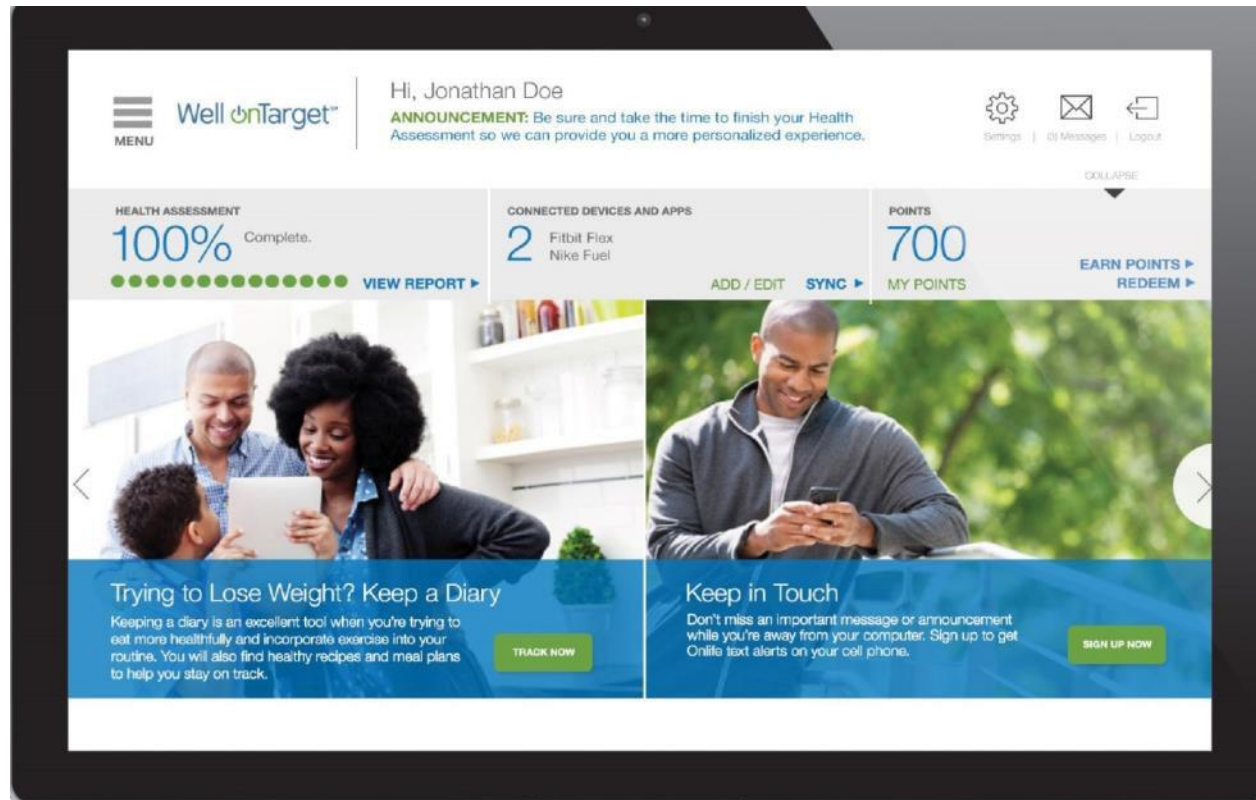 MENU
Well onTarget℠
Hi, Jonathan Doe
ANNOUNCEMENT: Be sure and take the time to finish your Health
Assessment so we can provide you a more personalized experience.
Settings | Messages | Logout
COLLAPSE
HEALTH ASSESSMENT
100% Complete.
VIEW REPORT
CONNECTED DEVICES AND APPS
2 Fitbit Flex
Nike Fuel
ADD / EDIT SYNC
POINTS
700
MY POINTS
EARN POINTS
REDEEM
Trying to Lose Weight? Keep a Diary
Keeping a diary is an excellent tool when you're trying to
eat more healthfully and incorporate exercise into your
routine. You will also find healthy recipes and meal plans
to help you stay on track.
TRACK NOW
Keep in Touch
Don't miss an important message or announcement
while you're away from your computer. Sign up to get
Onlife text alerts on your cell phone.
SIGN UP NOW